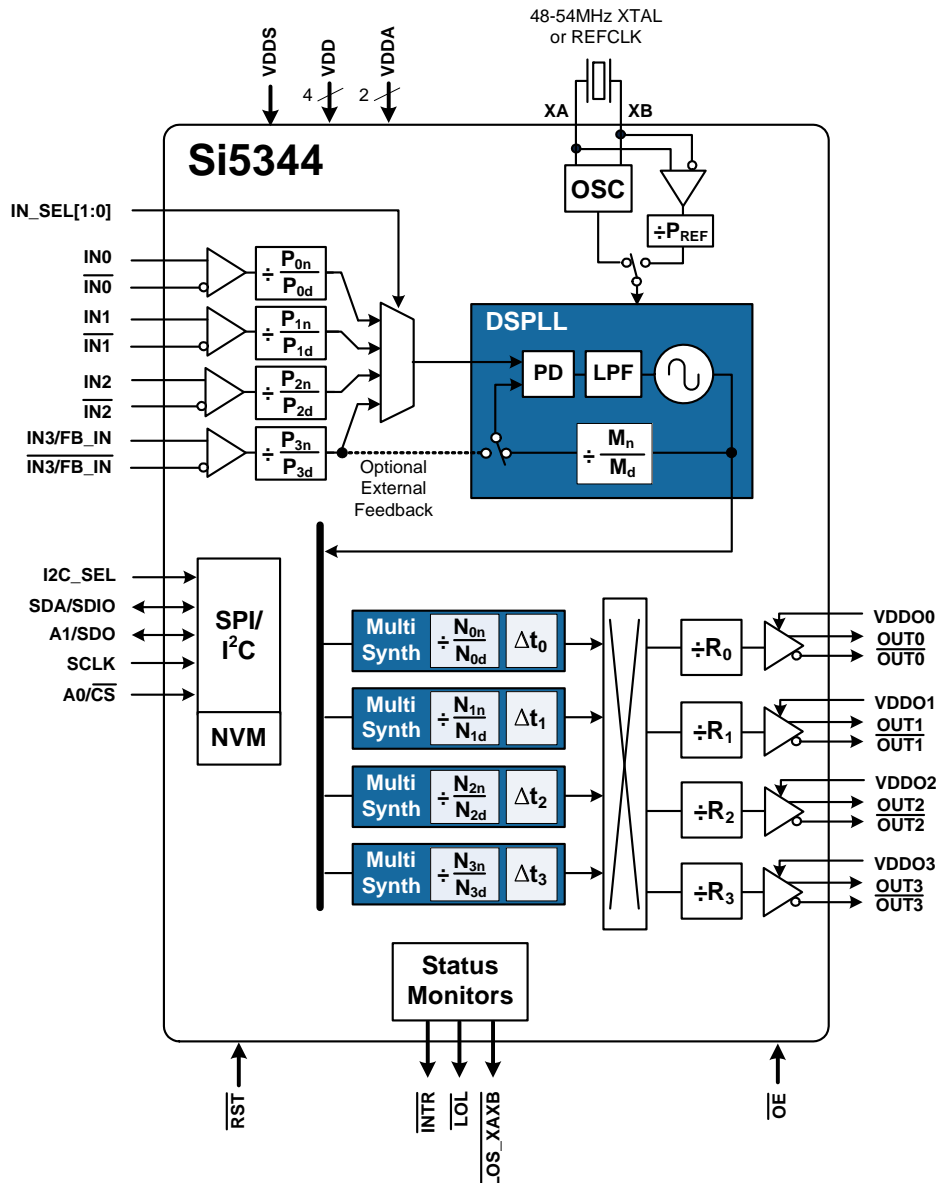 48-54MHz XTAL
or REFCLK
VDDS
VDD
VDDA
4
2
XA
XB
Si5344
OSC
÷PREF
IN_SEL[1:0]
IN0
IN0
÷ P0n
P0d
IN1
IN1
÷ P1n
P1d
IN2
IN2
÷ P2n
P2d
IN3/FB_IN
IN3/FB_IN
÷ P3n
P3d
DSPLL
PD
LPF
÷ Mn
Md
Optional
External
Feedback
I2C_SEL
SDA/SDIO
A1/SDO
SCLK
A0/CS
SPI/
I²C
NVM
Multi
Synth
÷ N0n
N0d
Δt0
Multi
Synth
÷ N1n
N1d
Δt1
Multi
Synth
÷ N2n
N2d
Δt2
Multi
Synth
÷ N3n
N3d
Δt3
÷R0
÷R1
÷R2
÷R3
VDDO0
OUT0
OUT0
VDDO1
OUT1
OUT1
VDDO2
OUT2
OUT2
VDDO3
OUT3
OUT3
Status
Monitors
RST
INTR
LOL
LOS_XAXB
OE